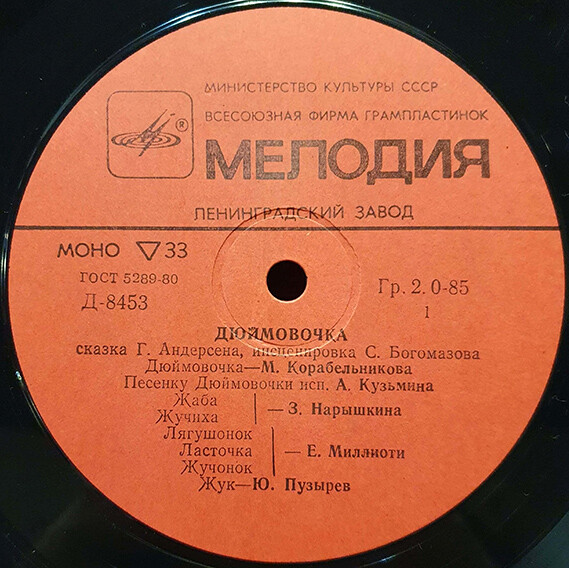 МИНИСТЕРСТВО КУЛЬТУРЫ СССР
ВСЕСОЮЗНАЯ ФИРМА ГРАМПЛАСТИНОК
®
МЕЛОДИЯ
ЛЕНИНГРАДСКИЙ ЗАВОД
МОНО ▽ 33
ГОСТ 5289-80
Д-8453
Гр. 2. 0-85
1
ДЮЙМОВОЧКА
сказка Г. Андерсена, инсценировка С. Богомазова
Дюймовочка—М. Корабельникова
Песенку Дюймовочки исп. А. Кузьмина
Жаба
Жучиха
— З. Нарышкина
Лягушонок
Ласточка
Жучонок
— Е. Миллиоти
Жук—Ю. Пузырев